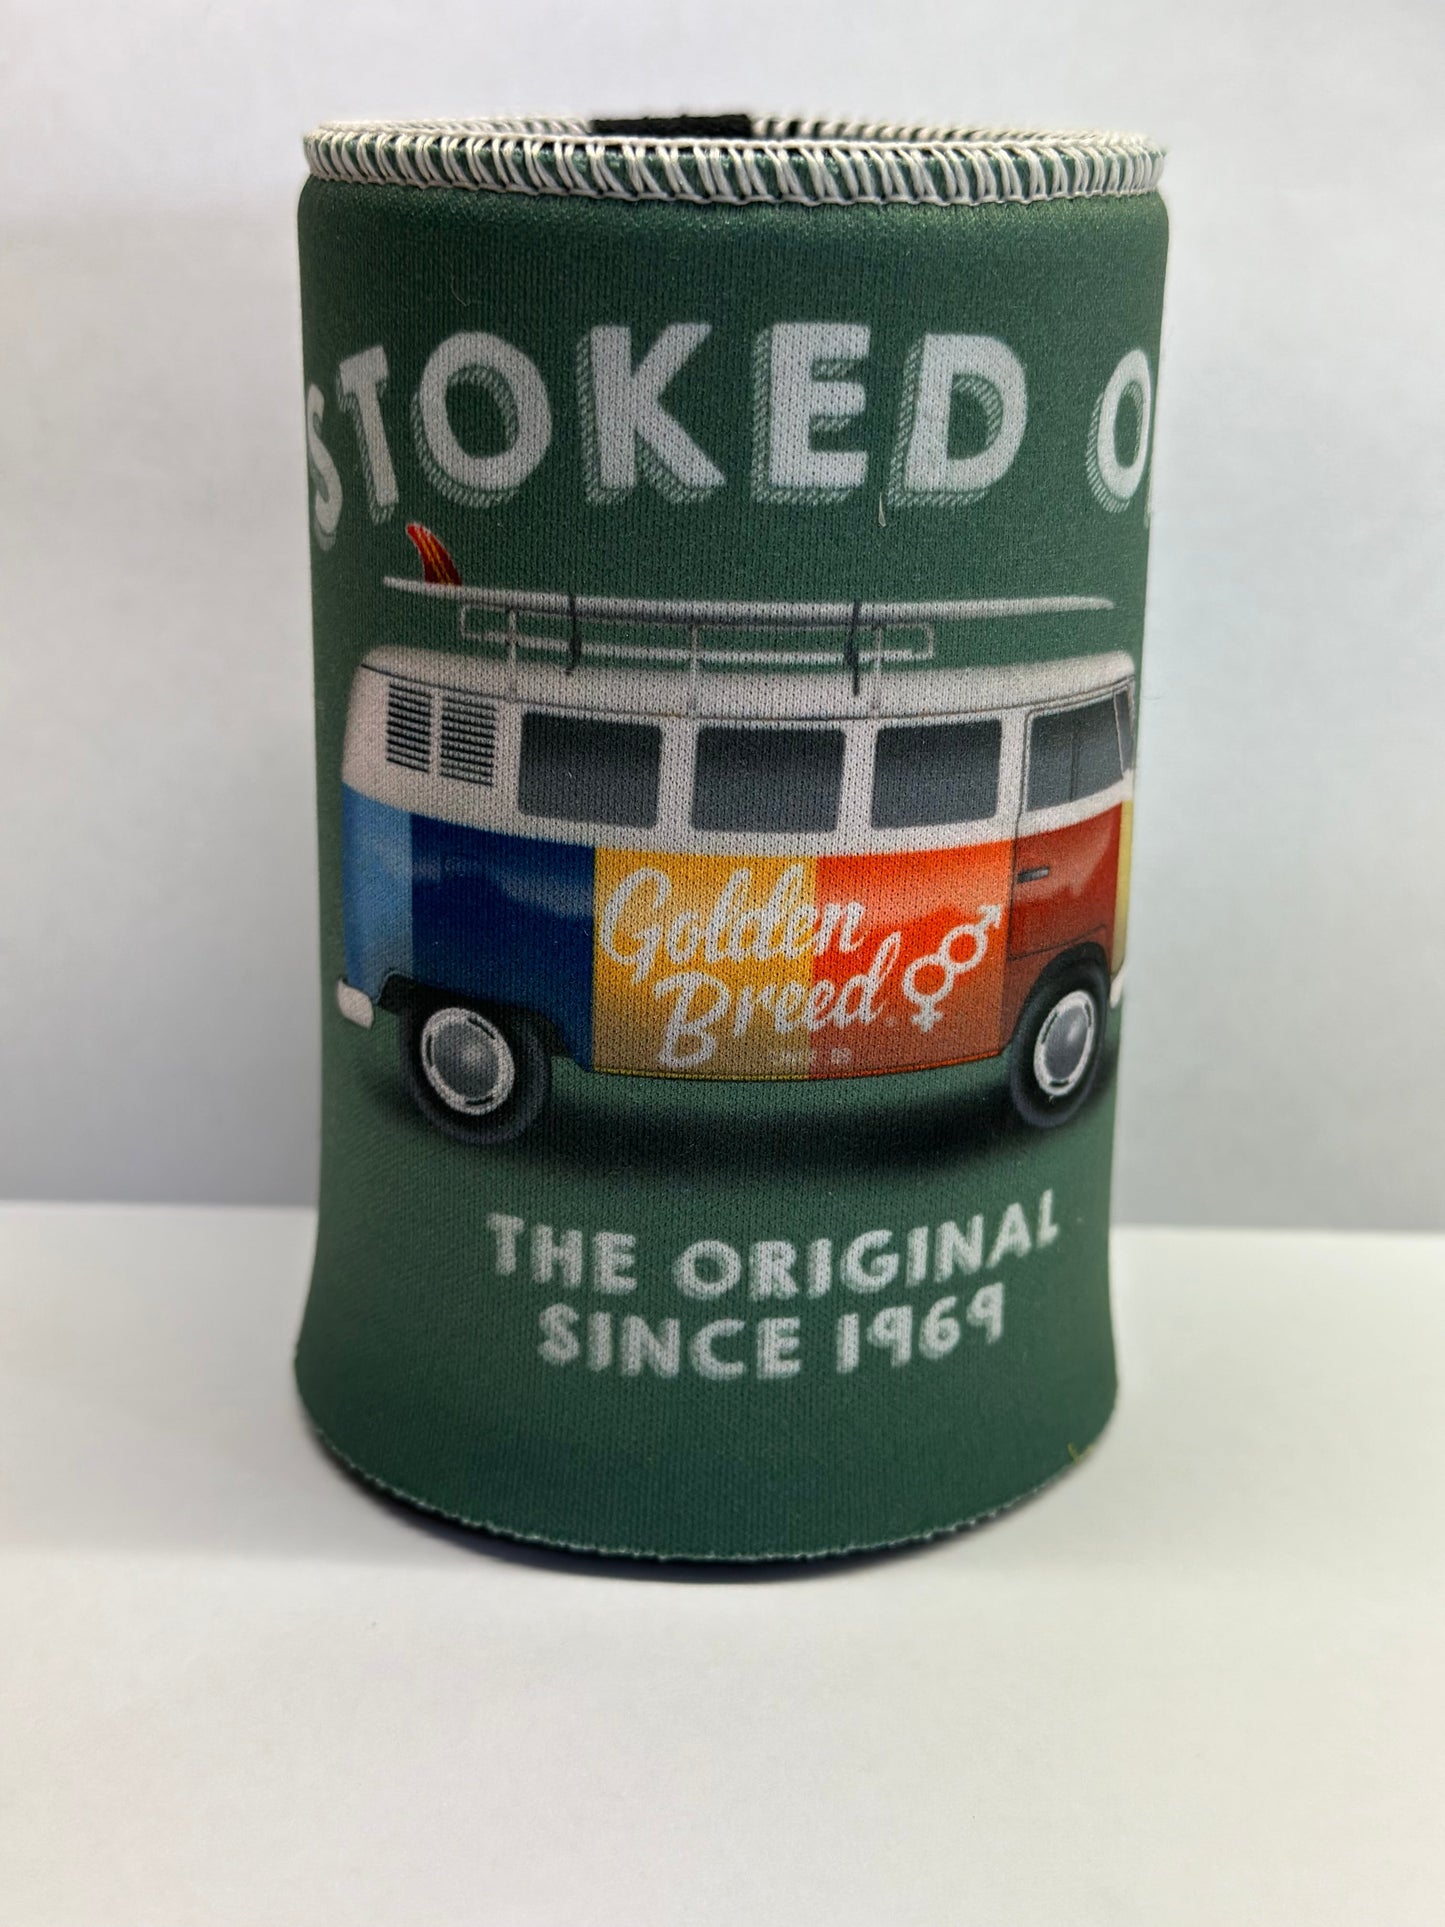 STOKED
Golden
Breed
THE ORIGINAL
SINCE 1969